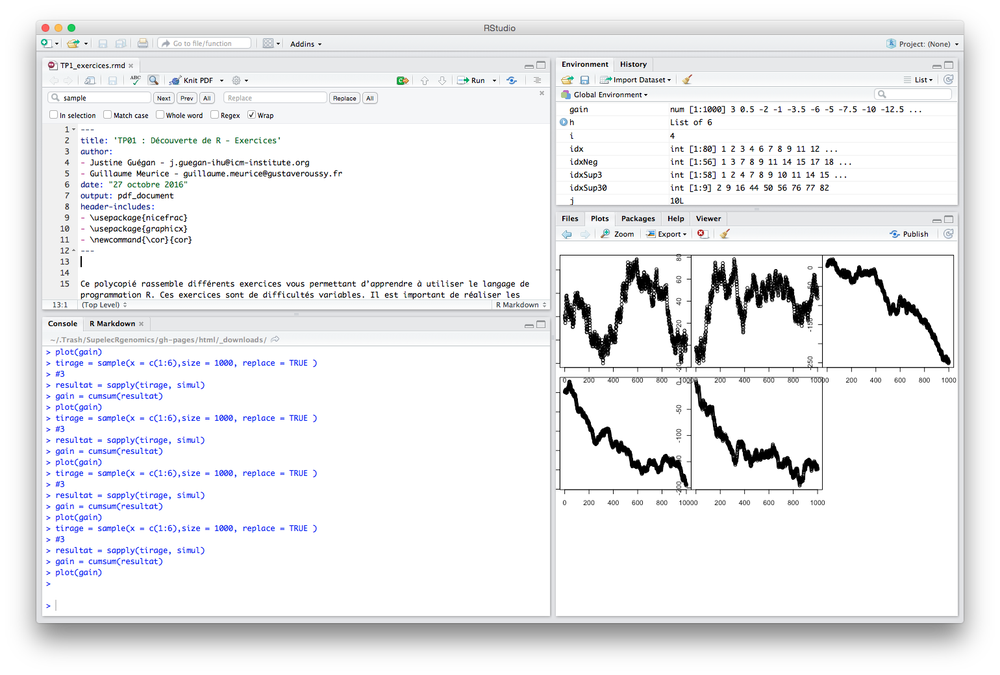 RStudio
Go to file/function
Addins
Project: (None)
TP1_exercices.rmd
ABC
Knit PDF
Run
sample
Next
Prev
All
Replace
Replace
All
In selection
Match case
Whole word
Regex
Wrap
1 ---
2 title: 'TP01 : Découverte de R - Exercices'
3 author:
4 - Justine Guégan - j.guegan-ihu@icm-institute.org
5 - Guillaume Meurice - guillaume.meurice@gustaveroussy.fr
6 date: "27 octobre 2016"
7 output: pdf_document
8 header-includes:
9 - \usepackage{nicefrac}
10 - \usepackage{graphicx}
11 - \newcommand{\cor}{cor}
12 ---
13
14
15 Ce polycopié rassemble différents exercices vous permettant d’apprendre à utiliser le langage de
programmation R. Ces exercices sont de difficultés variables. Il est important de réaliser les
13:1 (Top Level) R Markdown
Console R Markdown
~/.Trash/SupelecRgenomics/gh-pages/html/_downloads/
> plot(gain)
> tirage = sample(x = c(1:6),size = 1000, replace = TRUE )
> #3
> resultat = sapply(tirage, simul)
> gain = cumsum(resultat)
> plot(gain)
> tirage = sample(x = c(1:6),size = 1000, replace = TRUE )
> #3
> resultat = sapply(tirage, simul)
> gain = cumsum(resultat)
> plot(gain)
> tirage = sample(x = c(1:6),size = 1000, replace = TRUE )
> #3
> resultat = sapply(tirage, simul)
> gain = cumsum(resultat)
> plot(gain)
> tirage = sample(x = c(1:6),size = 1000, replace = TRUE )
> #3
> resultat = sapply(tirage, simul)
> gain = cumsum(resultat)
> plot(gain)
>
>
Environment History
Import Dataset
List
Global Environment
gain num [1:1000] 3 0.5 -2 -1 -3.5 -6 -5 -7.5 -10 -12.5 ...
h List of 6
i 4
idx int [1:80] 1 2 3 4 6 7 8 9 11 12 ...
idxNeg int [1:56] 1 3 7 8 9 11 14 15 17 18 ...
idxSup3 int [1:58] 1 2 4 7 8 9 10 11 14 15 ...
idxSup30 int [1:9] 2 9 16 44 50 56 76 77 82
j 10L
Files Plots Packages Help Viewer
Zoom
Export
Publish
80
60
40
20
0
-20
0
-50
-150
-250
0 200 400 600 800 1000
200 400 600 800 1000
200 400 600 800 1000
0
-50
-100
-200
0 200 400 600 800 1000
200 400 600 800 1000